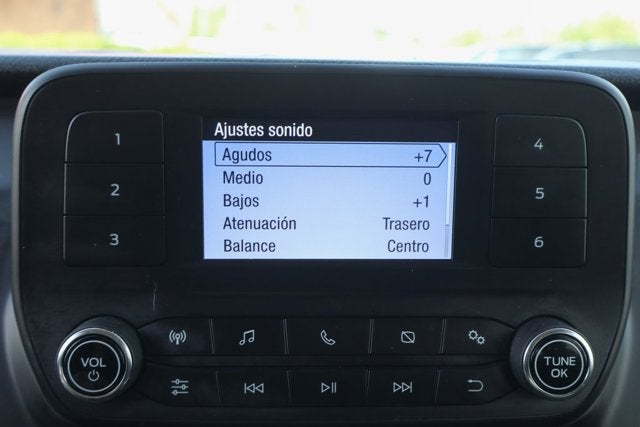 Ajustes sonido
Agudos +7
Medio 0
Bajos +1
Atenuación Trasero
Balance Centro
1
2
3
4
5
6
VOL
TUNE
OK